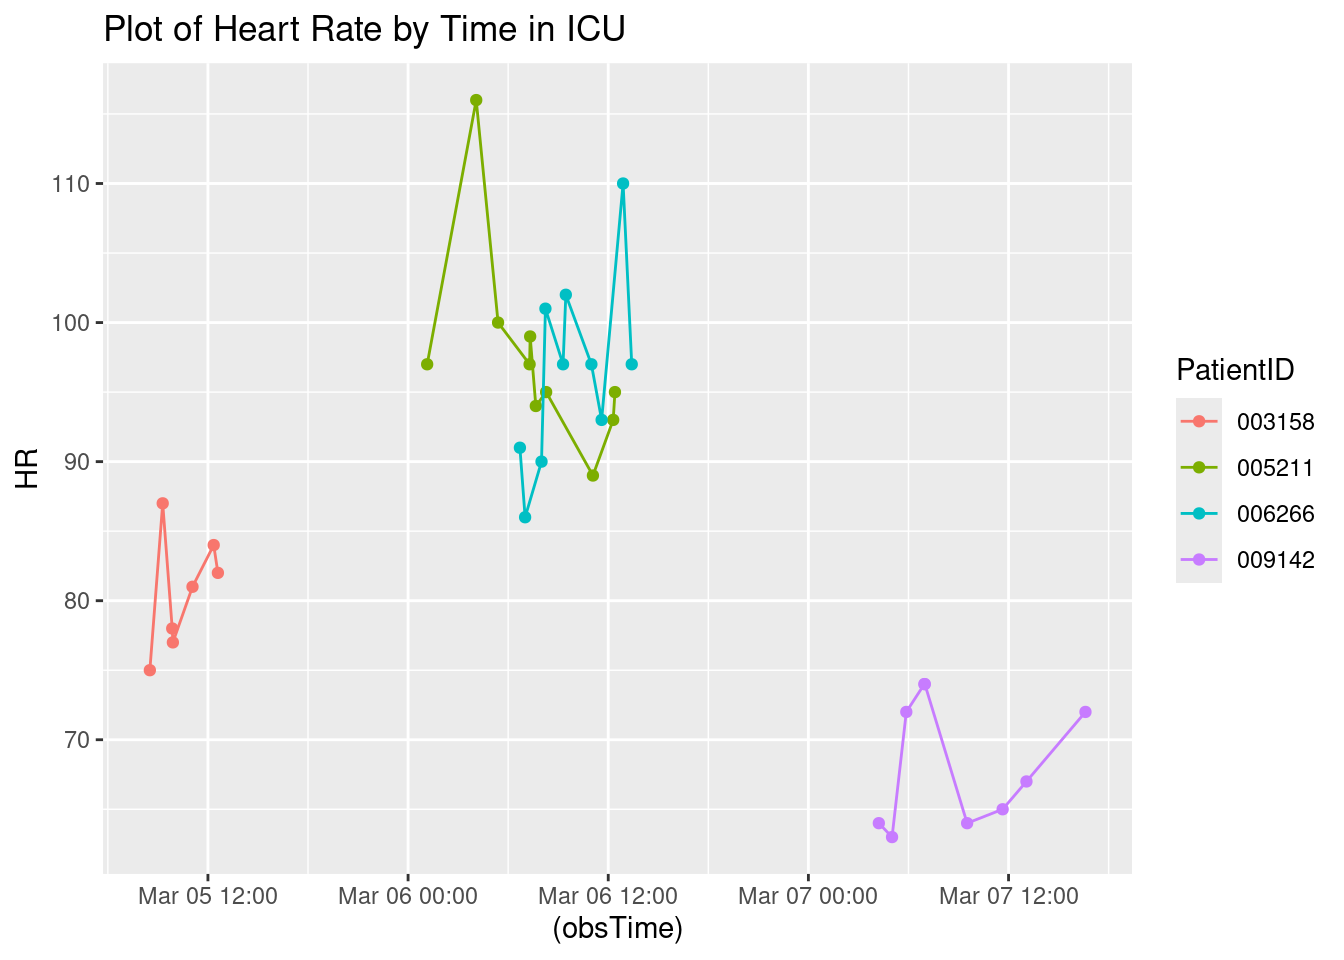 Plot of Heart Rate by Time in ICU
HR
110
100
90
80
70
Mar 05 12:00
Mar 06 00:00
Mar 06 12:00
Mar 07 00:00
Mar 07 12:00
(obsTime)
PatientID
003158
005211
006266
009142